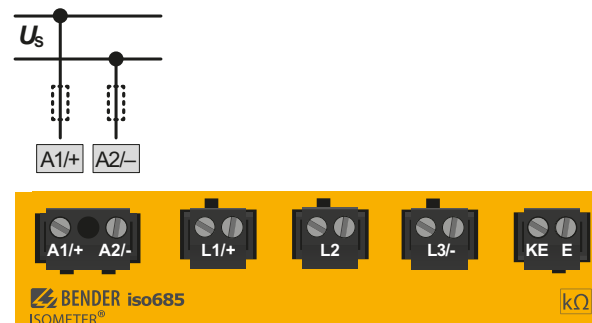 Us
A1/+ A2/–
A1/+ A2/- L1/+ L2 L3/- KE E
BENDER iso685 kΩ
ISOMETER®